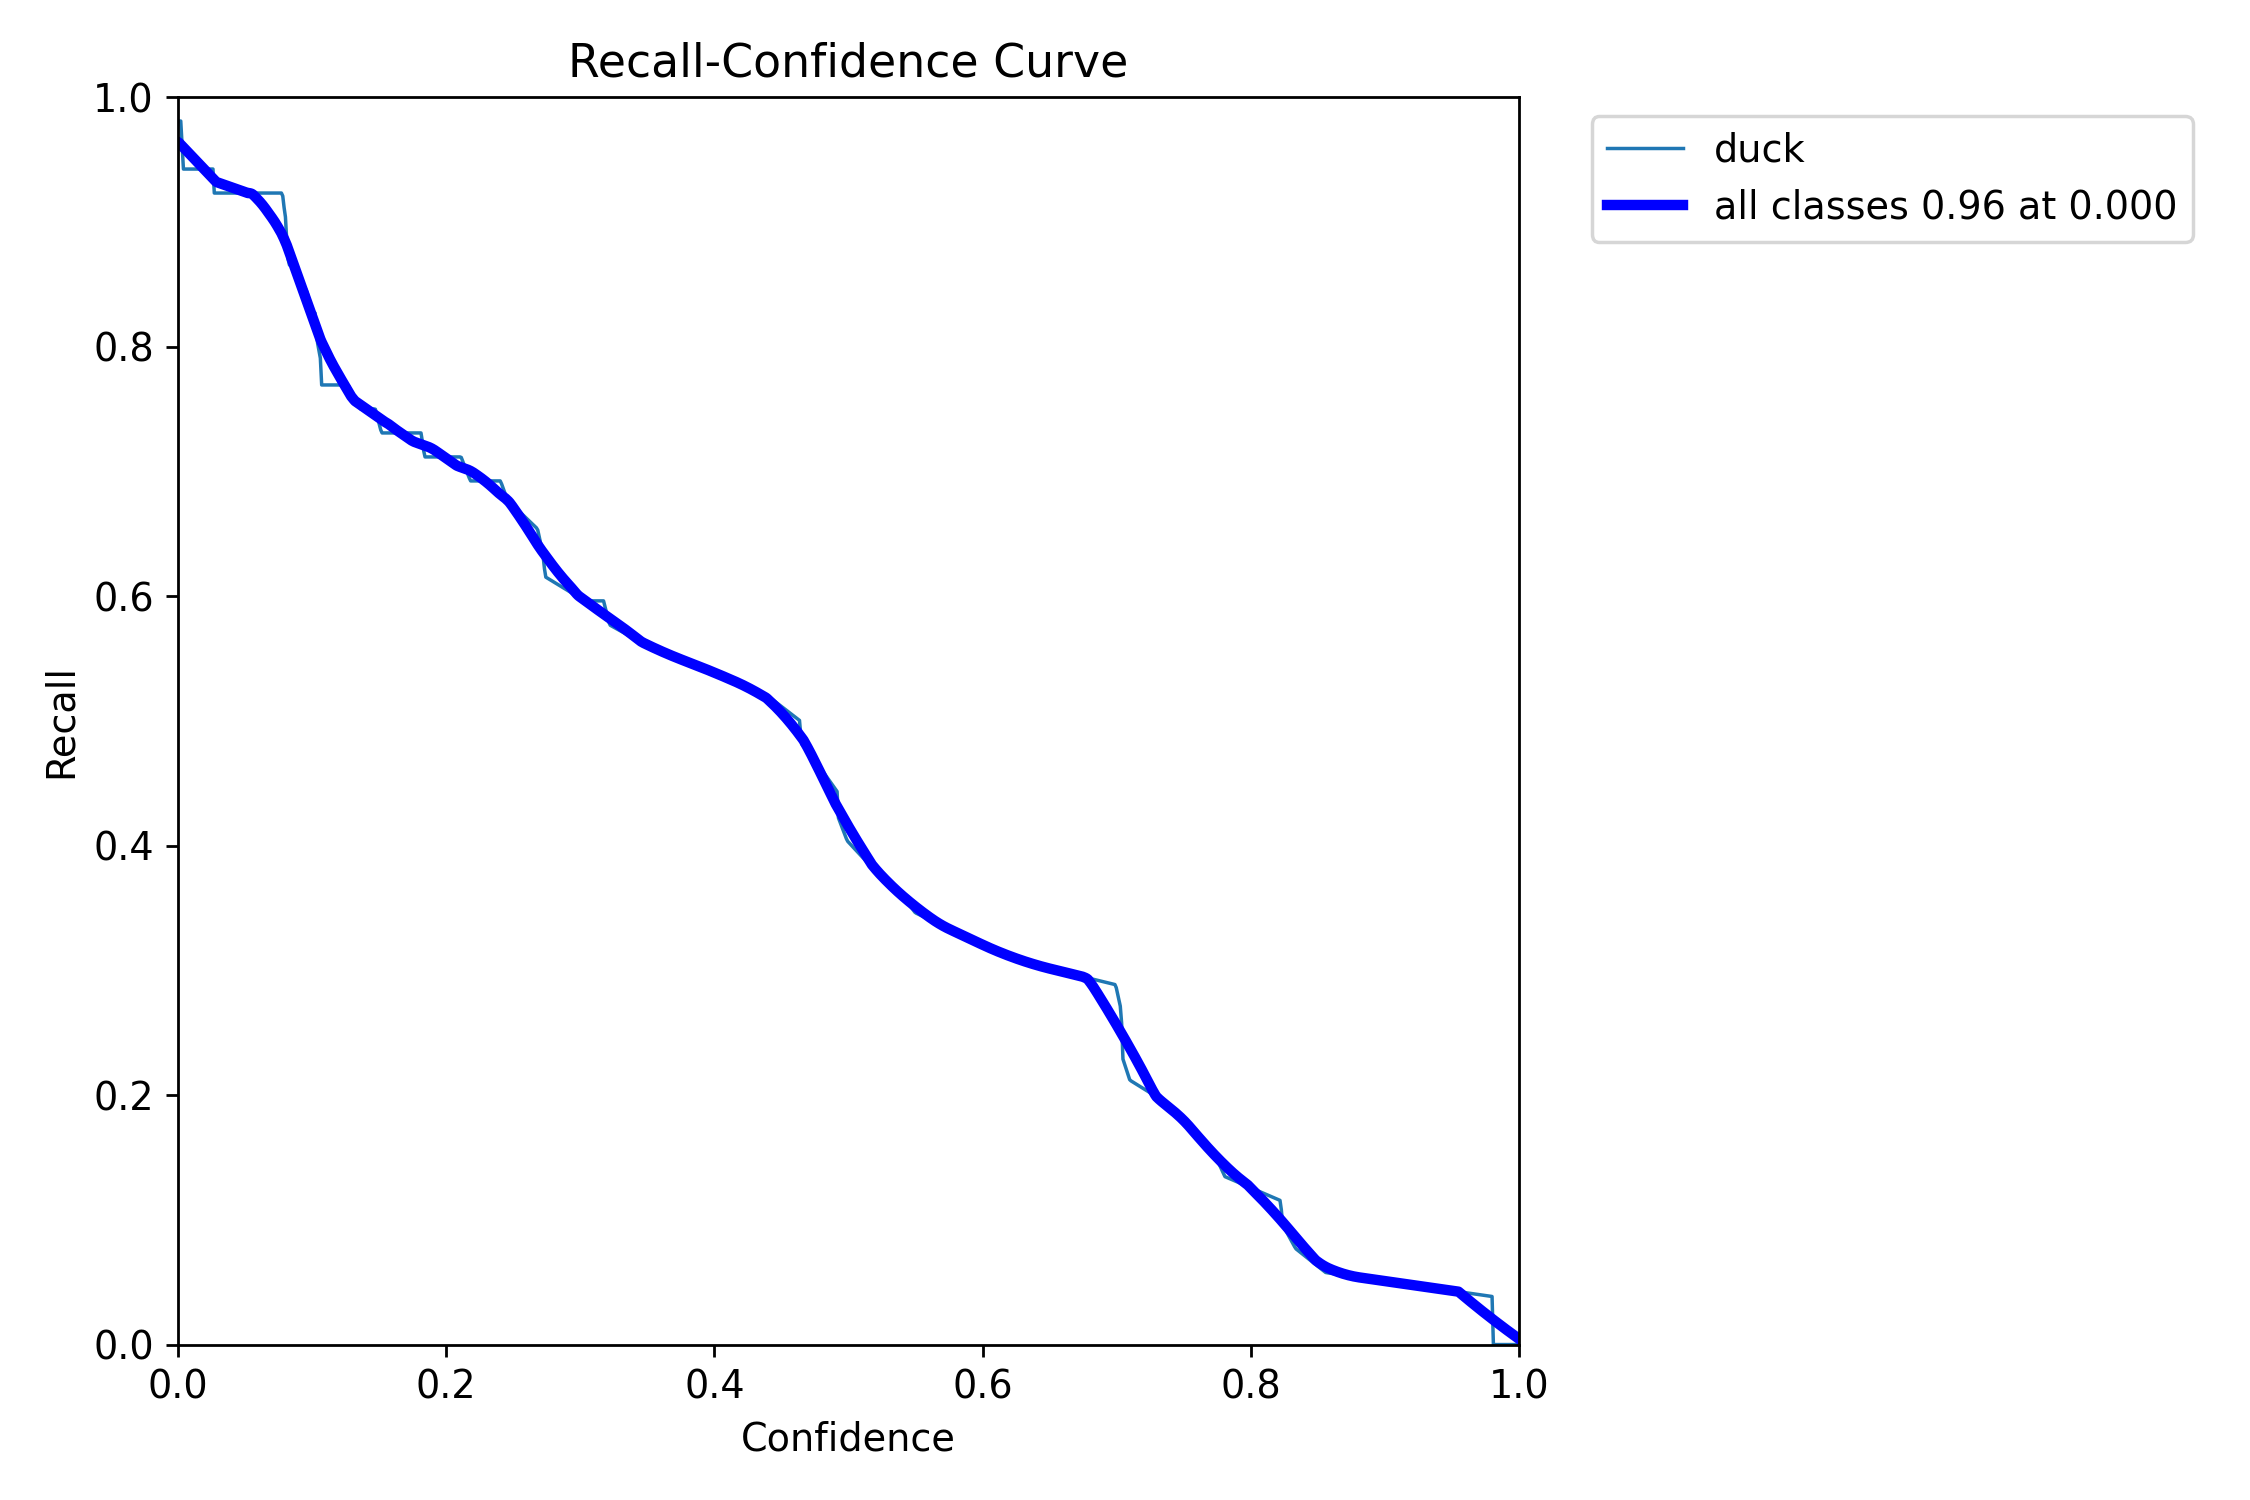 Recall-Confidence Curve
1.0
0.8
0.6
0.4
0.2
0.0
Recall
0.0 0.2 0.4 0.6 0.8 1.0
Confidence
duck
all classes 0.96 at 0.000